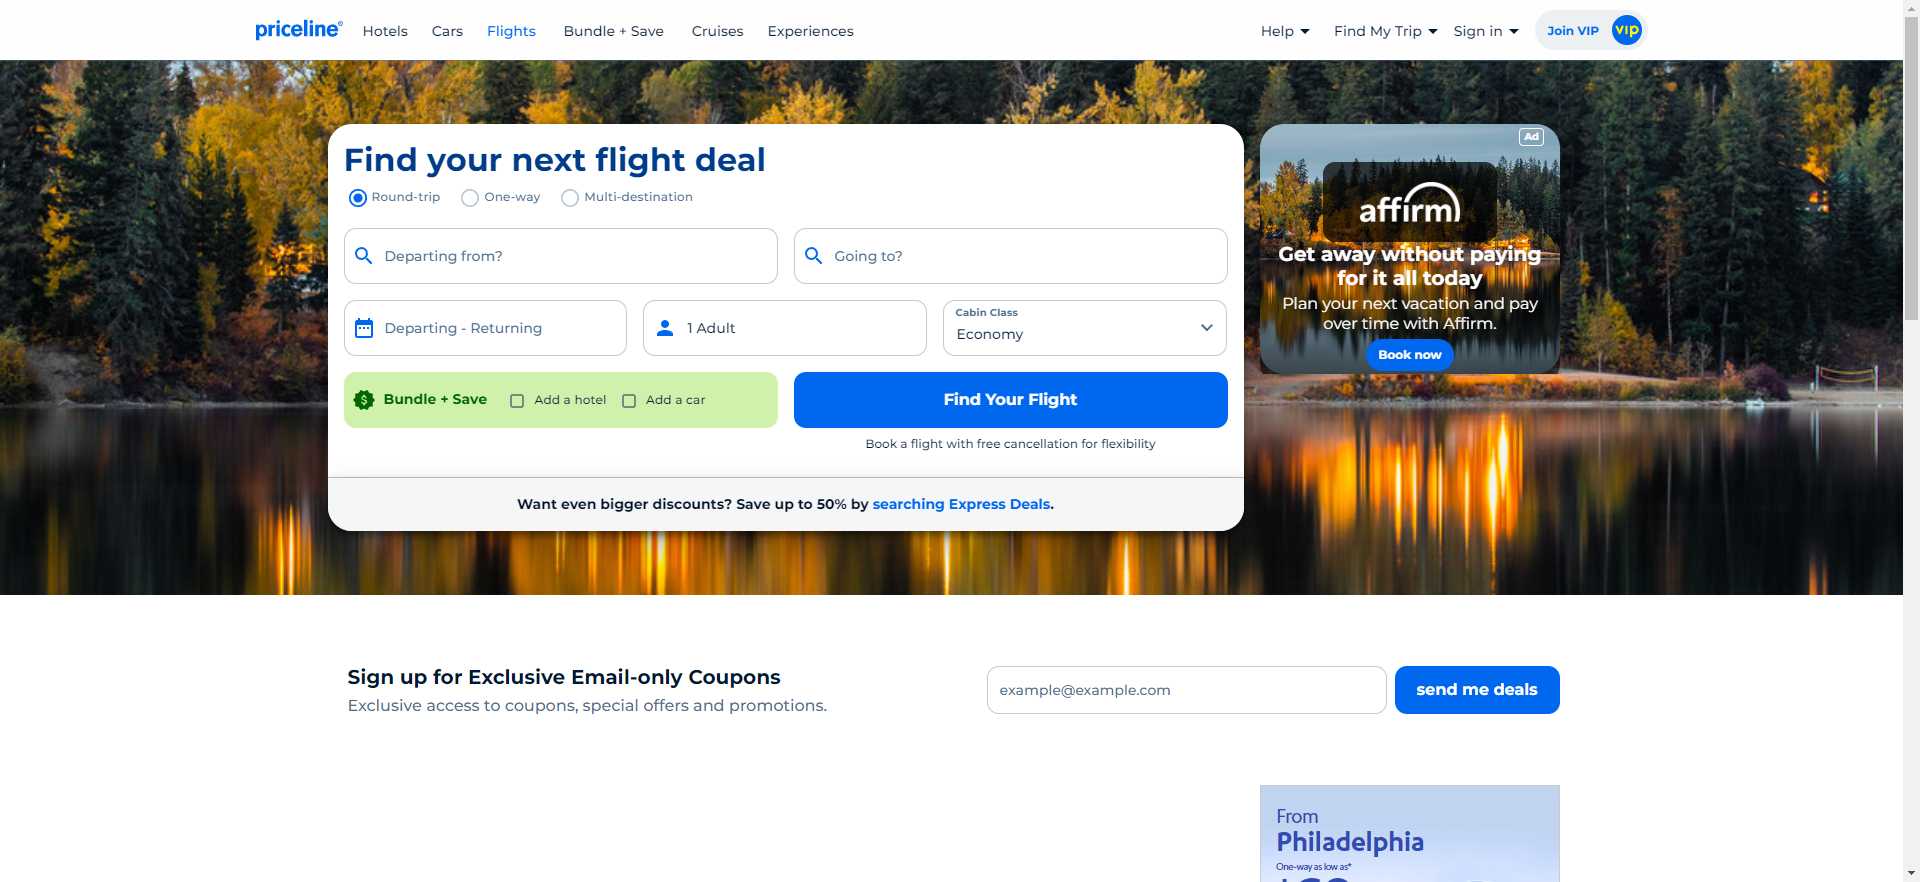 priceline®
Hotels
Cars
Flights
Bundle + Save
Cruises
Experiences
Help
Find My Trip
Sign in
Join VIP
vip
Find your next flight deal
Round-trip
One-way
Multi-destination
Departing from?
Going to?
Departing - Returning
1 Adult
Cabin Class
Economy
Bundle + Save
Add a hotel
Add a car
Find Your Flight
Book a flight with free cancellation for flexibility
Want even bigger discounts? Save up to 50% by searching Express Deals.
Ad
affirm
Get away without paying
for it all today
Plan your next vacation and pay
over time with Affirm.
Book now
Sign up for Exclusive Email-only Coupons
Exclusive access to coupons, special offers and promotions.
example@example.com
send me deals
From
Philadelphia
One-way as low as*